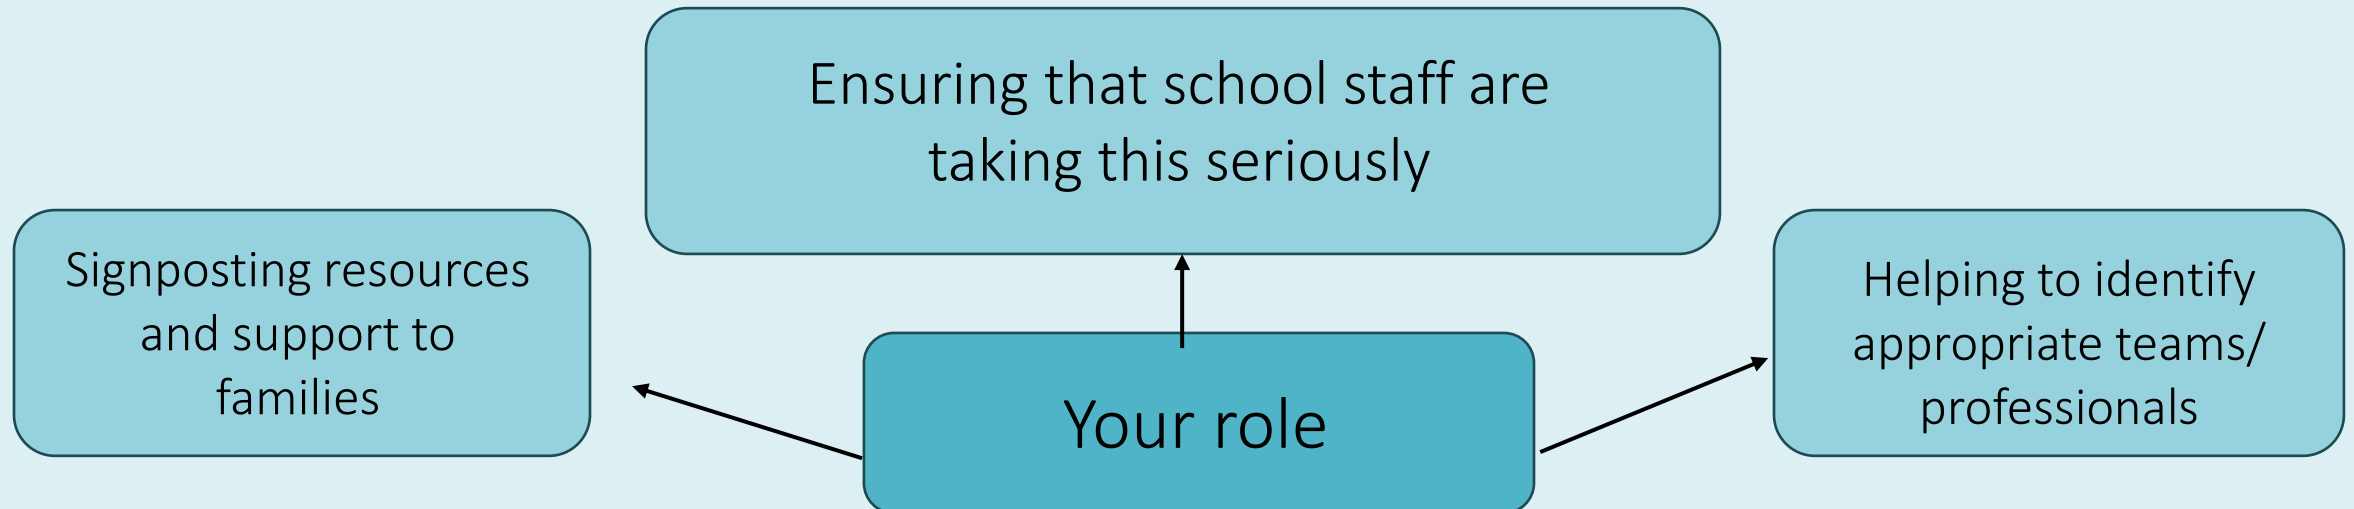 Ensuring that school staff are
taking this seriously
Signposting resources
and support to
families
Helping to identify
appropriate teams/
professionals
Your role